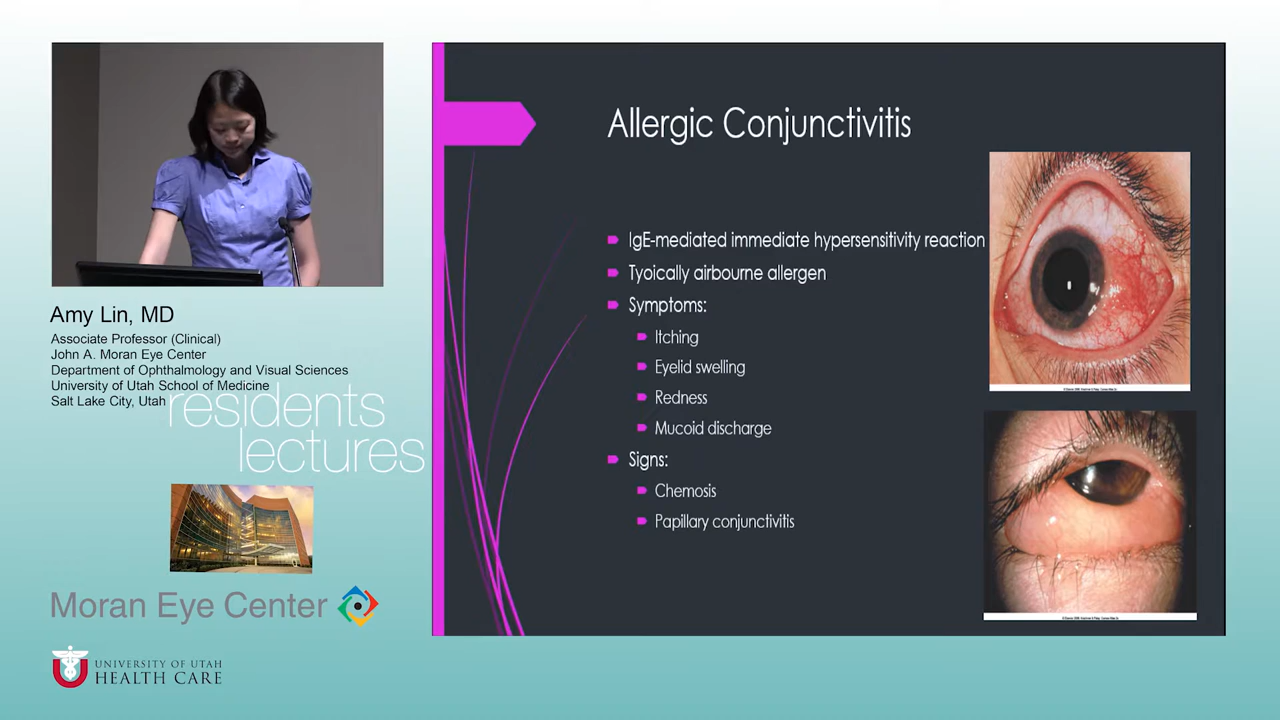 Amy Lin, MD
Associate Professor (Clinical)
John A. Moran Eye Center
Department of Ophthalmology and Visual Sciences
University of Utah School of Medicine
Salt Lake City, Utah
residents
lectures
Moran Eye Center
UNIVERSITY OF UTAH
HEALTH CARE
Allergic Conjunctivitis
IgE-mediated immediate hypersensitivity reaction
Tyoically airbourne allergen
Symptoms:
Itching
Eyelid swelling
Redness
Mucoid discharge
Signs:
Chemosis
Papillary conjunctivitis